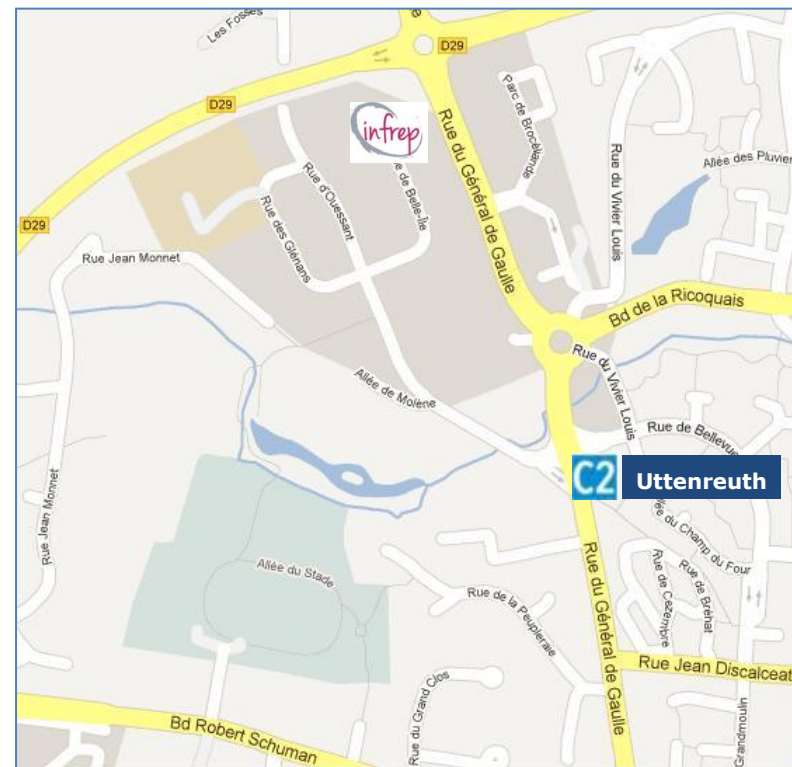 Les Fosses
D29
D29
D29
infrep
Rue du Général de Gaulle
Parc de Brocéliande
Rue du Vivier Louis
Allée des Pluvier
Rue d'Ouessant
e de Belle-Île
Rue des Glénans
Rue Jean Monnet
Bd de la Ricoquais
Rue du Vivier Louis
Allée de Molène
Rue de Bellevue
C2 Uttenreuth
Rue Jean Monnet
llée du Champ du Four
Allée du Stade
Rue de la Peupleraie
Rue du Général de Gaulle
Rue de Cezembre
Rue de Bréhat
Rue Jean Discalceat
Rue du Grand Clos
Bd Robert Schuman
Grandmoulin